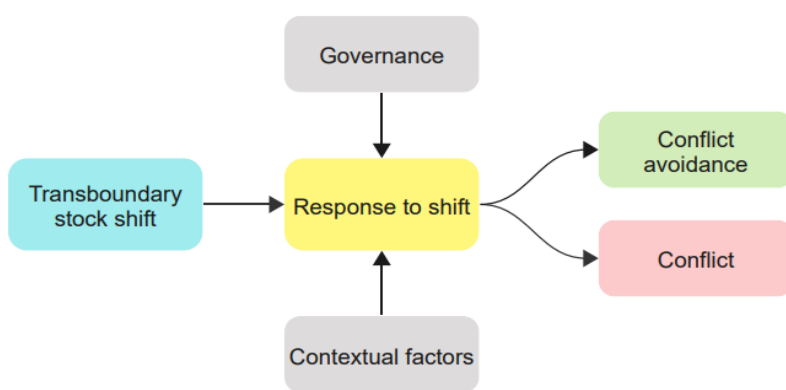 Governance
Transboundary
stock shift
Response to shift
Conflict
avoidance
Conflict
Contextual factors